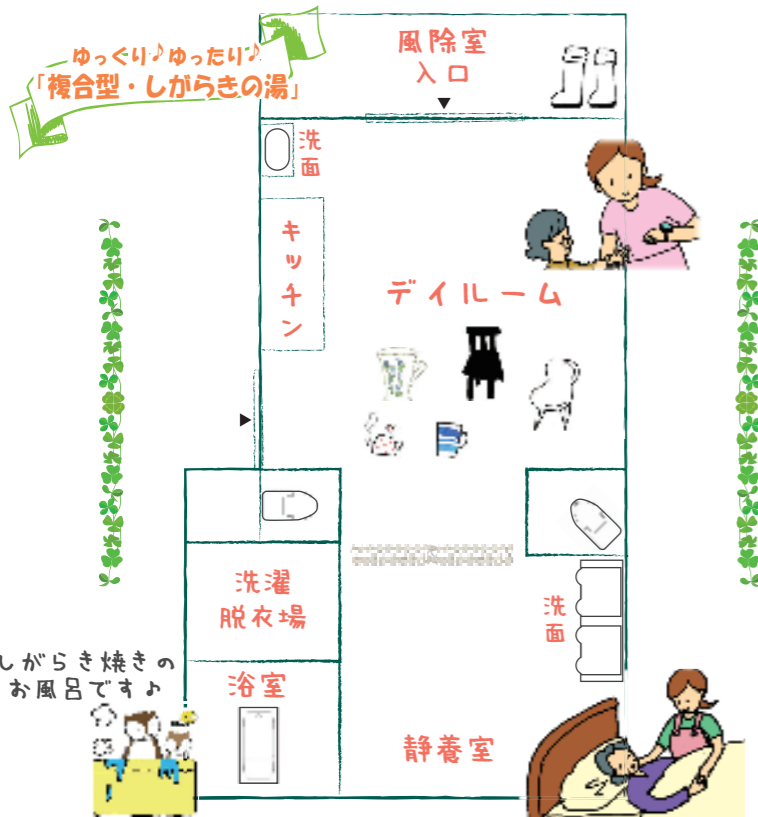 ゆっくり♪ゆったり♪
「複合型・しがらきの湯」
風除室
入口
洗面
キッチン
デイルーム
洗濯
脱衣場
洗面
しがらき焼きの
お風呂です♪
浴室
静養室